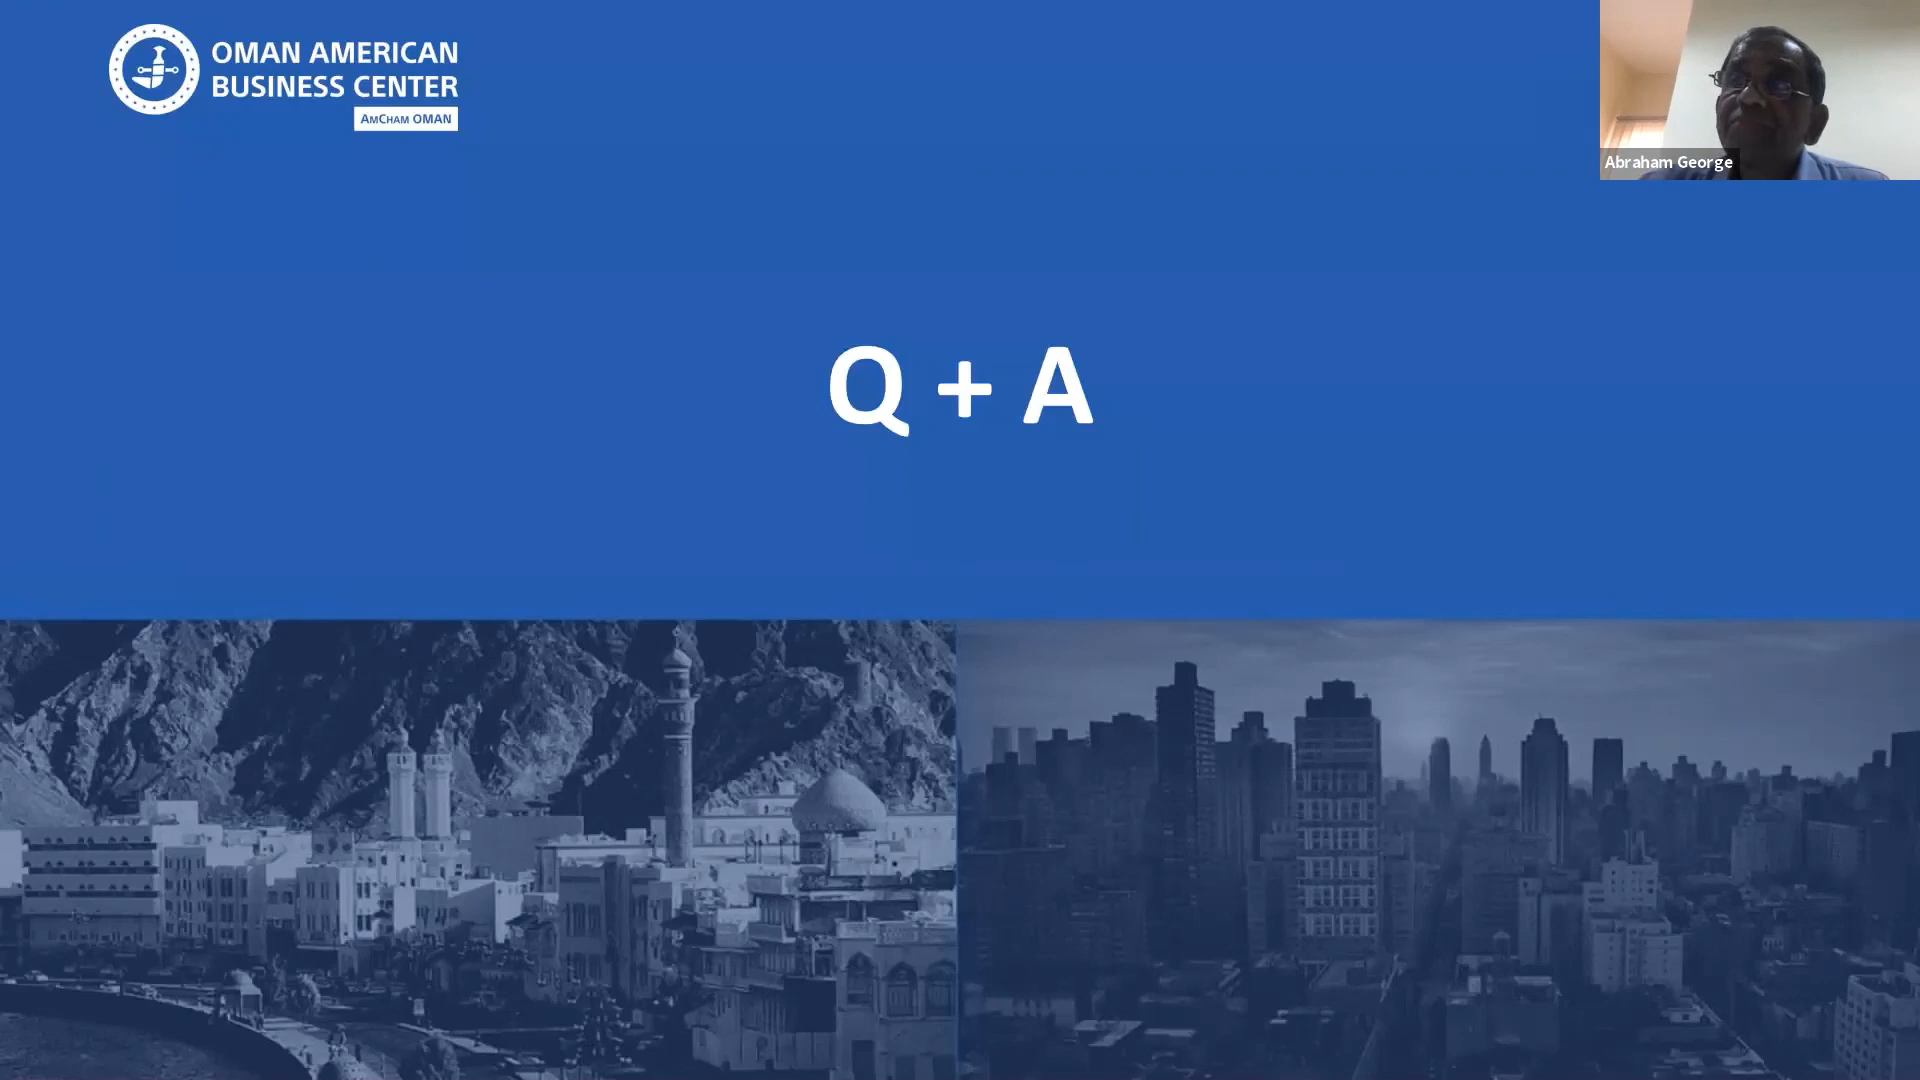 OMAN AMERICAN
BUSINESS CENTER
AMCHAM OMAN
Abraham George
Q + A